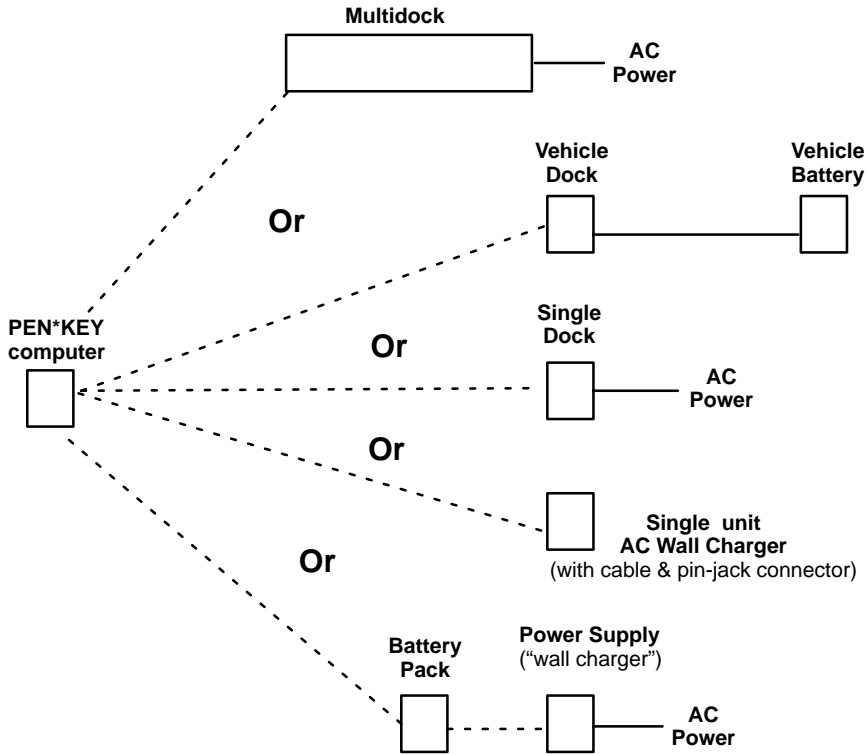 Multidock
AC
Power
Vehicle
Dock
Vehicle
Battery
Or
PEN*KEY
computer
Single
Dock
Or
AC
Power
Or
Single unit
AC Wall Charger
(with cable & pin-jack connector)
Or
Battery
Pack
Power Supply
(“wall charger”)
AC
Power